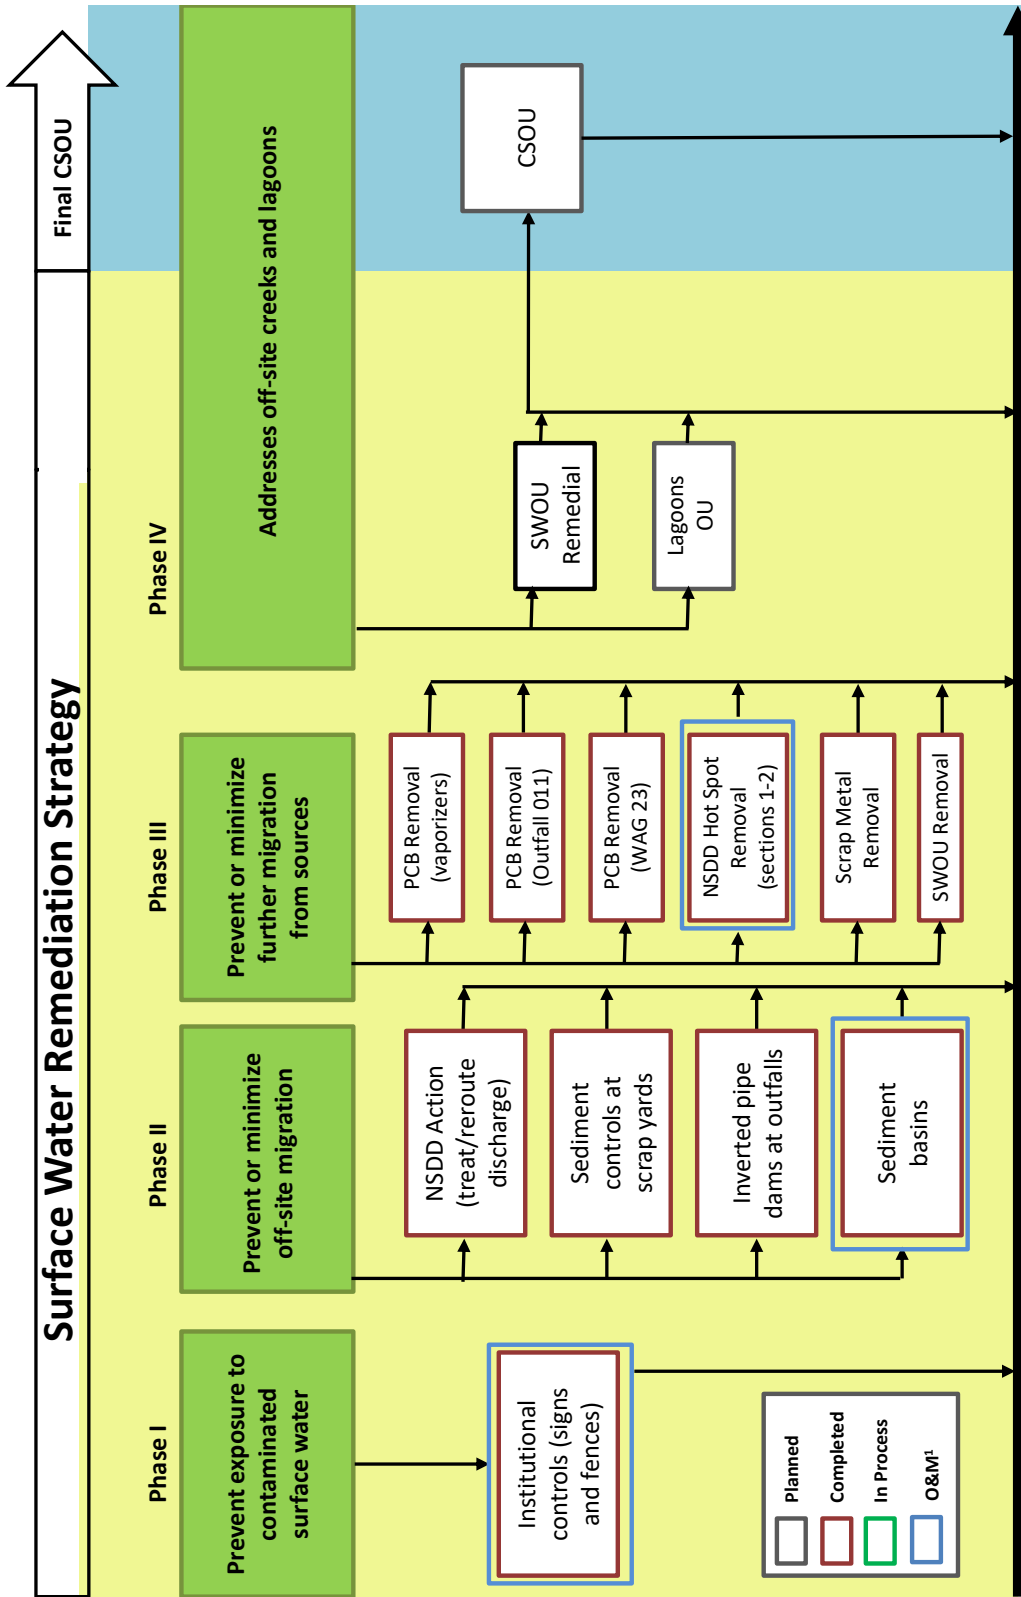 Surface Water Remediation Strategy
Final CSOU
Phase I
Prevent exposure to
contaminated
surface water
Institutional
controls (signs
and fences)
Phase II
Prevent or minimize
off-site migration
NSDD Action
(treat/reroute
discharge)
Sediment
controls at
scrap yards
Inverted pipe
dams at outfalls
Sediment
basins
Phase III
Prevent or minimize
further migration
from sources
PCB Removal
(vaporizers)
PCB Removal
(Outfall 011)
PCB Removal
(WAG 23)
NSDD Hot Spot
Removal
(sections 1-2)
Scrap Metal
Removal
SWOU Removal
Phase IV
Addresses off-site creeks and lagoons
SWOU
Remedial
Lagoons
OU
CSOU
Planned
Completed
In Process
O&M¹